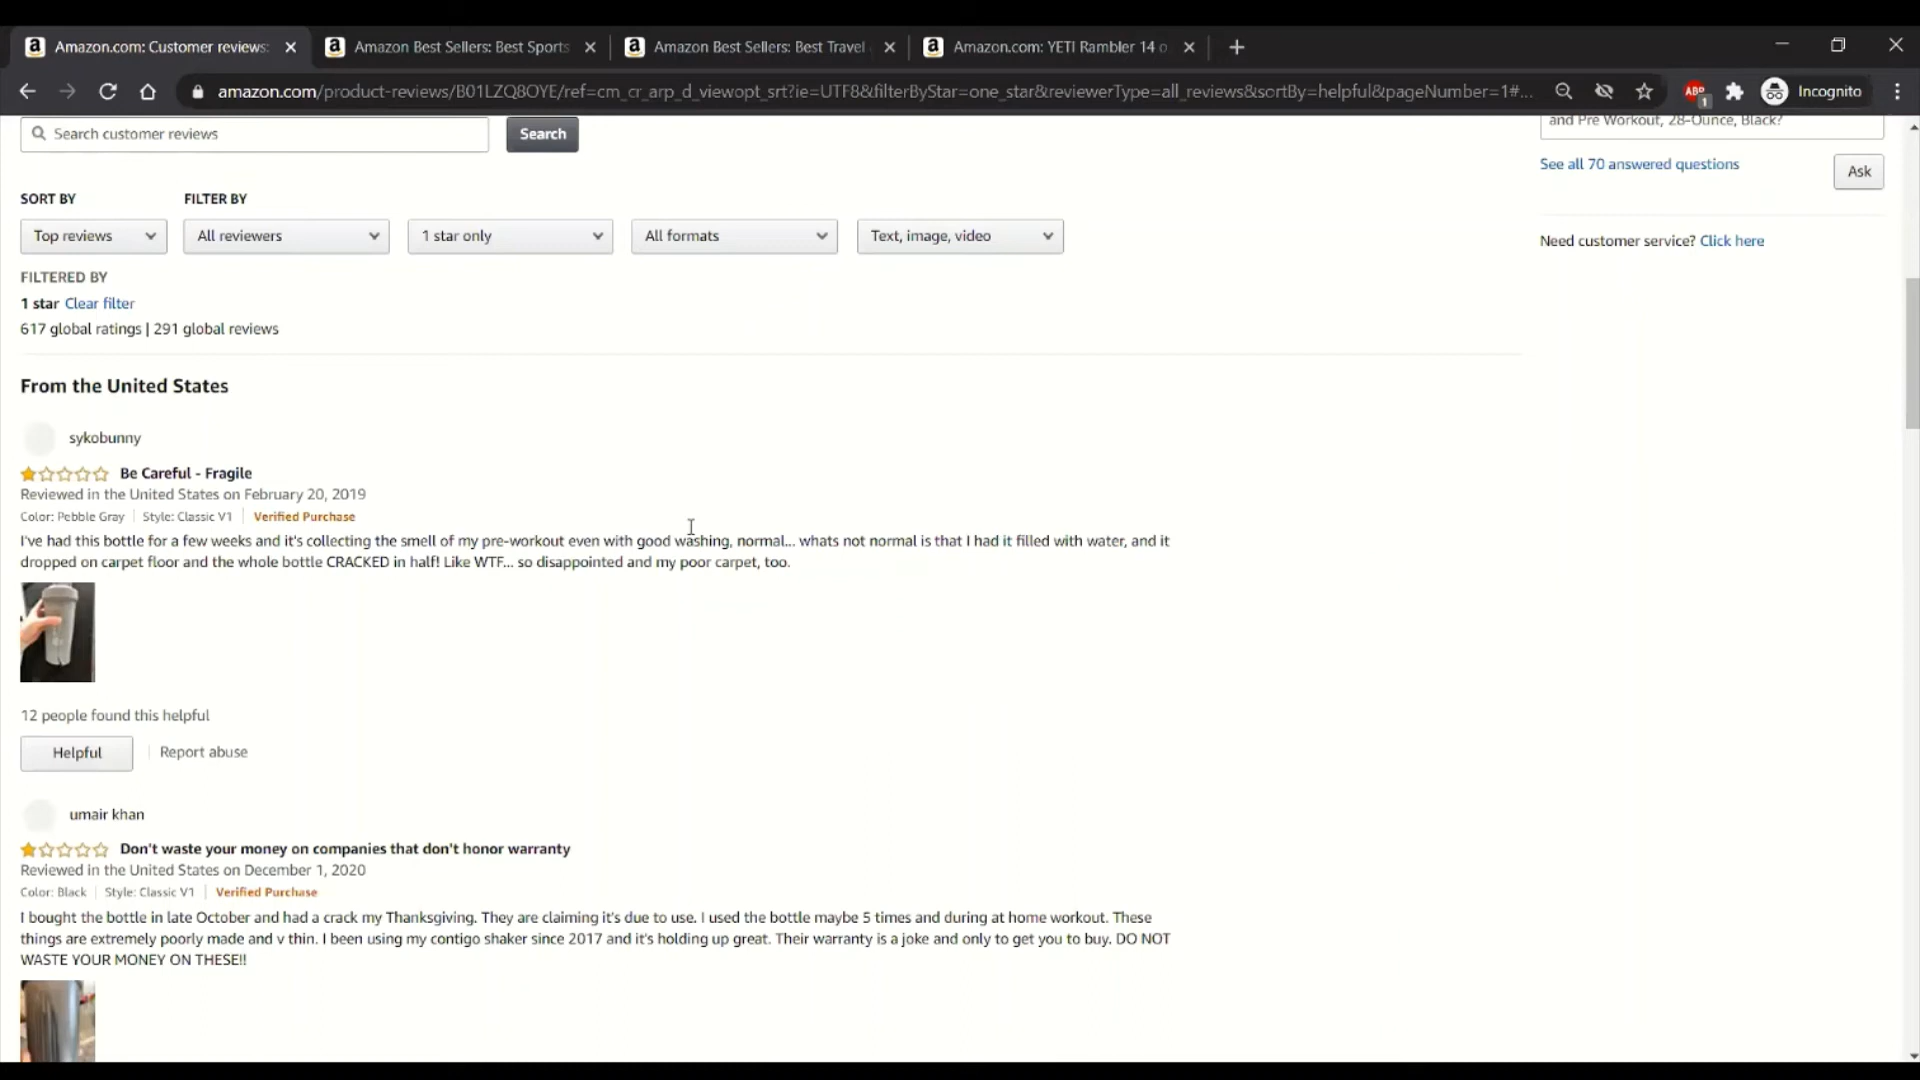 Amazon.com: Customer reviews:
Amazon Best Sellers: Best Sports
Amazon Best Sellers: Best Travel
Amazon.com: YETI Rambler 14 o
amazon.com/product-reviews/B01LZQ8OYE/ref=cm_cr_arp_d_viewopt_srt?ie=UTF8&filterByStar=one_star&reviewerType=all_reviews&sortBy=helpful&pageNumber=1#...
ABP
1
Incognito
Search customer reviews
Search
and Pre Workout, 28-Ounce, Black?
See all 70 answered questions
Ask
SORT BY
FILTER BY
Top reviews
All reviewers
1 star only
All formats
Text, image, video
Need customer service? Click here
FILTERED BY
1 star Clear filter
617 global ratings | 291 global reviews
From the United States
sykobunny
Be Careful - Fragile
Reviewed in the United States on February 20, 2019
Color: Pebble Gray | Style: Classic V1 | Verified Purchase
I've had this bottle for a few weeks and it's collecting the smell of my pre-workout even with good washing, normal... whats not normal is that I had it filled with water, and it
dropped on carpet floor and the whole bottle CRACKED in half! Like WTF... so disappointed and my poor carpet, too.
12 people found this helpful
Helpful
Report abuse
umair khan
Don't waste your money on companies that don't honor warranty
Reviewed in the United States on December 1, 2020
Color: Black | Style: Classic V1 | Verified Purchase
I bought the bottle in late October and had a crack my Thanksgiving. They are claiming it's due to use. I used the bottle maybe 5 times and during at home workout. These
things are extremely poorly made and v thin. I been using my contigo shaker since 2017 and it's holding up great. Their warranty is a joke and only to get you to buy. DO NOT
WASTE YOUR MONEY ON THESE!!